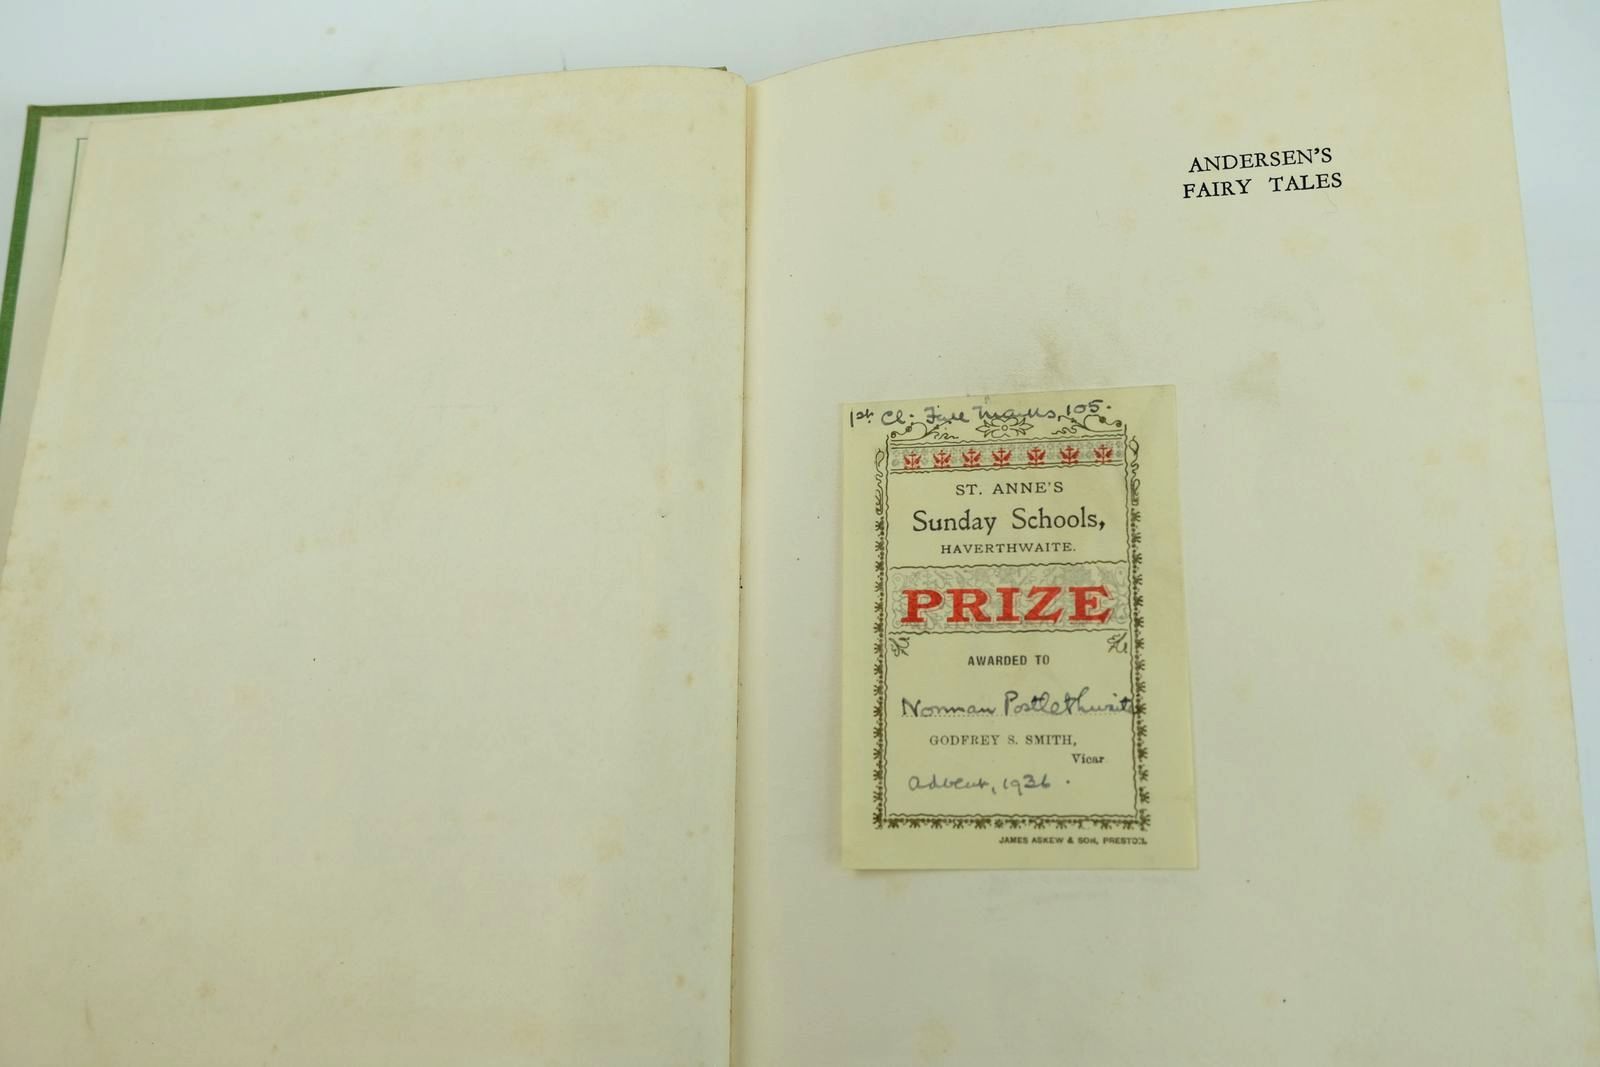 ANDERSEN'S
FAIRY TALES
1st. Cl: Full Marks, 105.
ST. ANNE'S
Sunday Schools,
HAVERTHWAITE.
PRIZE
AWARDED TO
Norman Postlethwaite
GODFREY S. SMITH,
Vicar
Advent, 1936.
JAMES ASKEW & SON, PRESTON.